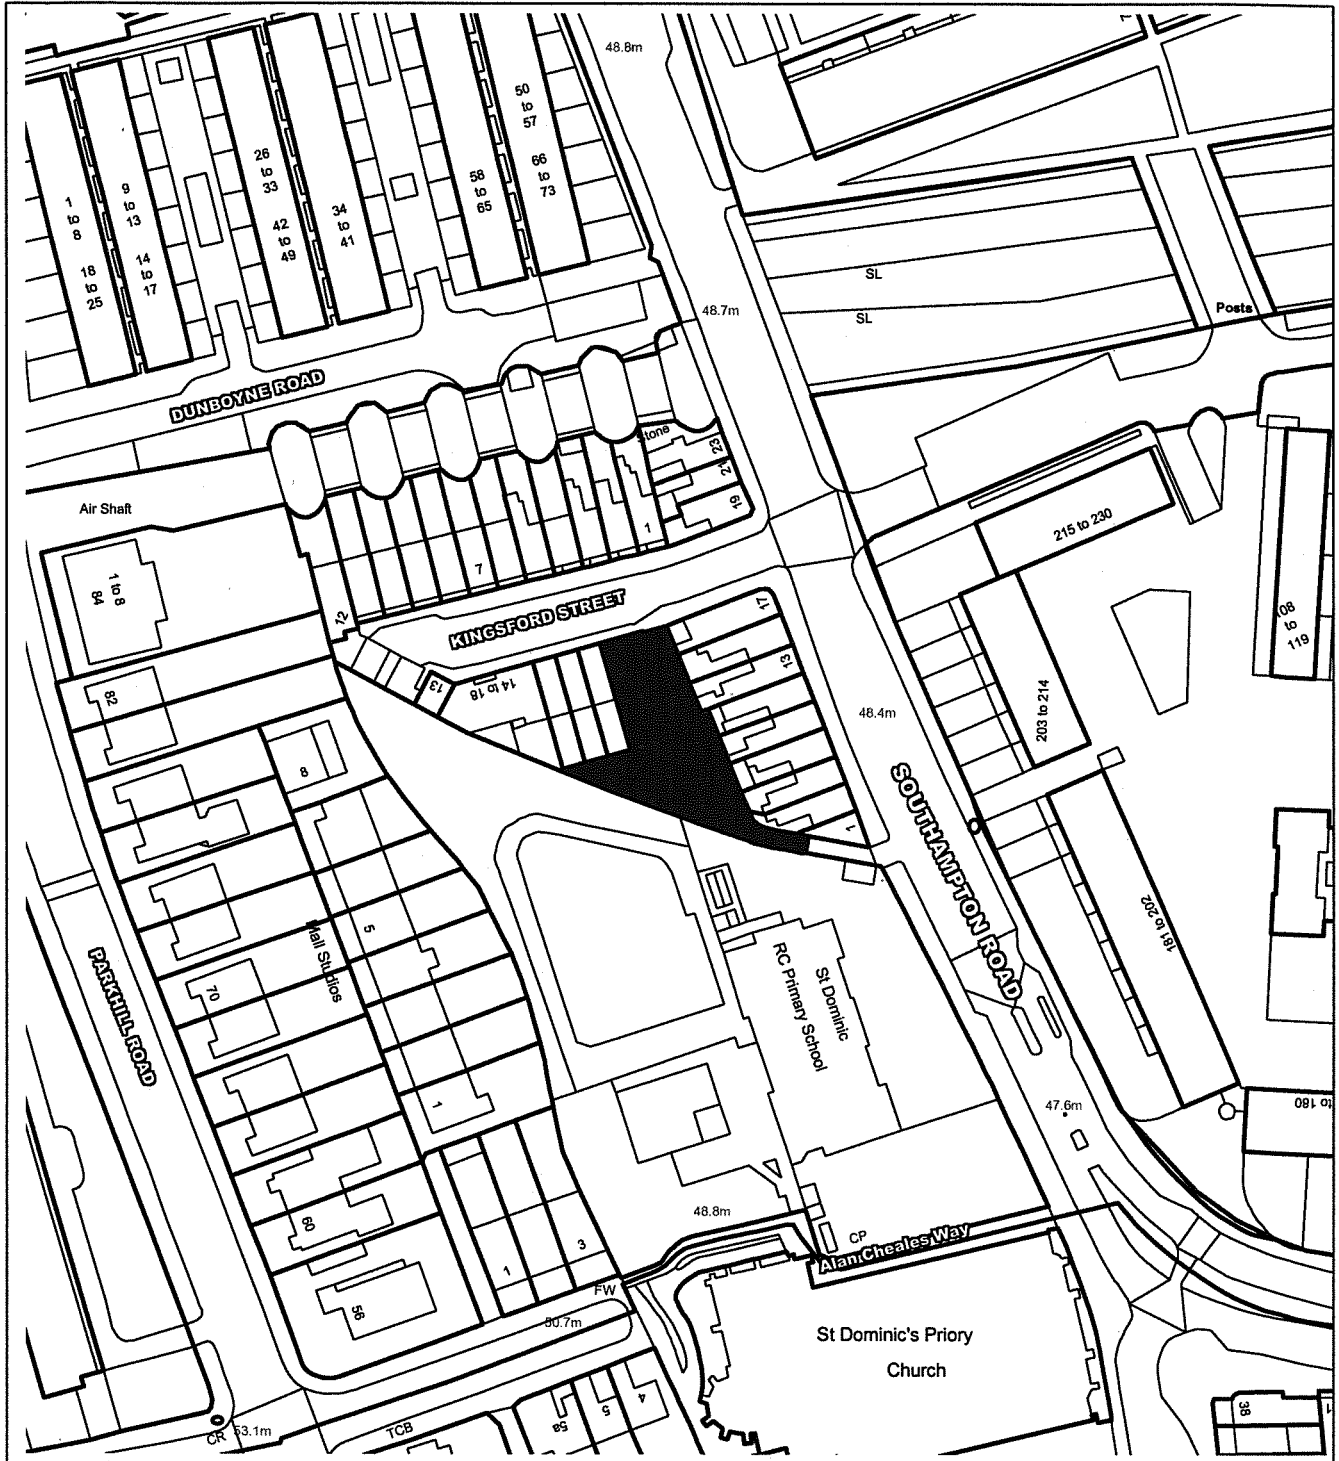 48.8m
50
to
57
66
to
73
58
to
65
26
to
33
42
to
49
34
to
41
9
to
13
14
to
17
1
to
8
18
to
25
SL
SL
Posts
48.7m
DUNBOYNE ROAD
Stone
23
21
19
1
7
12
Air Shaft
1 to 8
84
82
KINGSFORD STREET
17
13
1
13
14 to 18
48.4m
215 to 230
203 to 214
181 to 202
to
119
to 180
SOUTHAMPTON ROAD
8
5
1
Mall Studios
70
60
56
PARKHILL ROAD
St Dominic
RC Primary School
47.6m
48.8m
CP
Alan Cheales Way
1
3
FW
50.7m
St Dominic's Priory
Church
53.1m
CR
TCB
5a
5
4
38